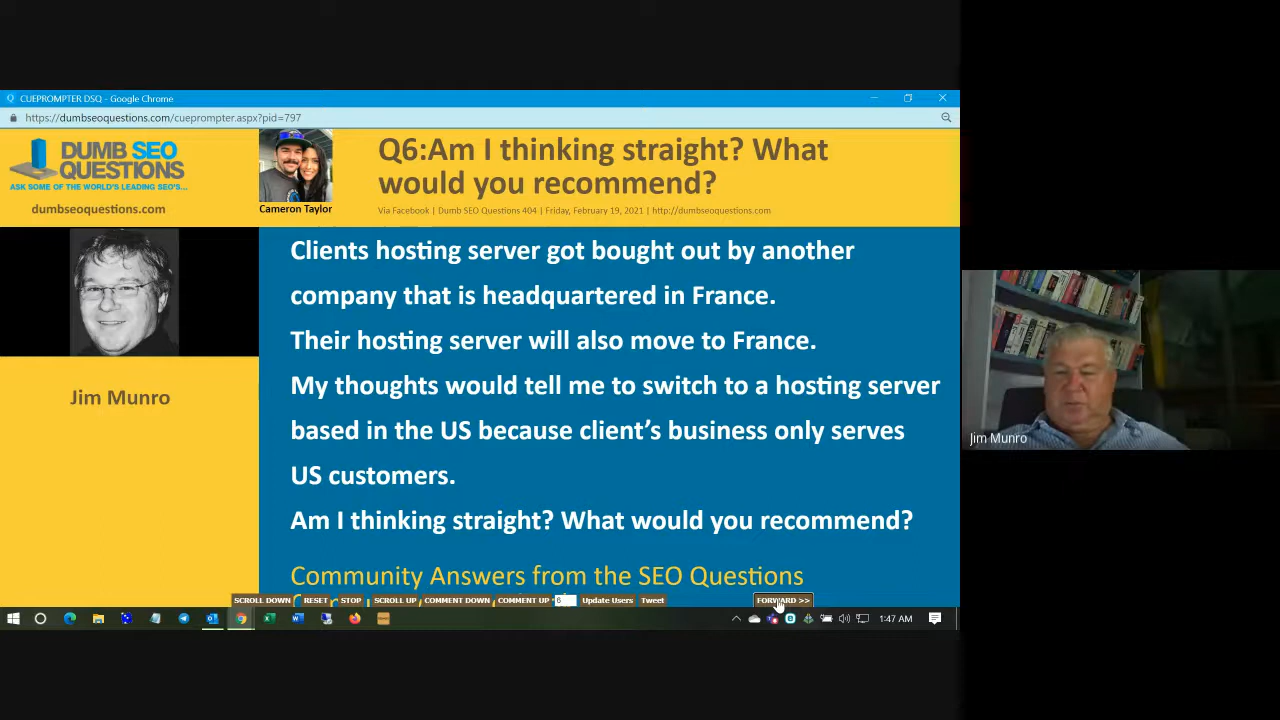 CUEPROMPTER DSQ - Google Chrome
https://dumbseoquestions.com/cueprompter.aspx?pid=797
DUMB SEO
QUESTIONS
ASK SOME OF THE WORLD'S LEADING SEO'S...
dumbseoquestions.com
Cameron Taylor
Q6:Am I thinking straight? What
would you recommend?
Via Facebook | Dumb SEO Questions 404 | Friday, February 19, 2021 | http://dumbseoquestions.com
Jim Munro
Clients hosting server got bought out by another
company that is headquartered in France.
Their hosting server will also move to France.
My thoughts would tell me to switch to a hosting server
based in the US because client's business only serves
US customers.
Am I thinking straight? What would you recommend?
Community Answers from the SEO Questions
SCROLL DOWN RESET STOP SCROLL UP COMMENT DOWN COMMENT UP 6 Update Users Tweet FORWARD >>
1:47 AM
Jim Munro